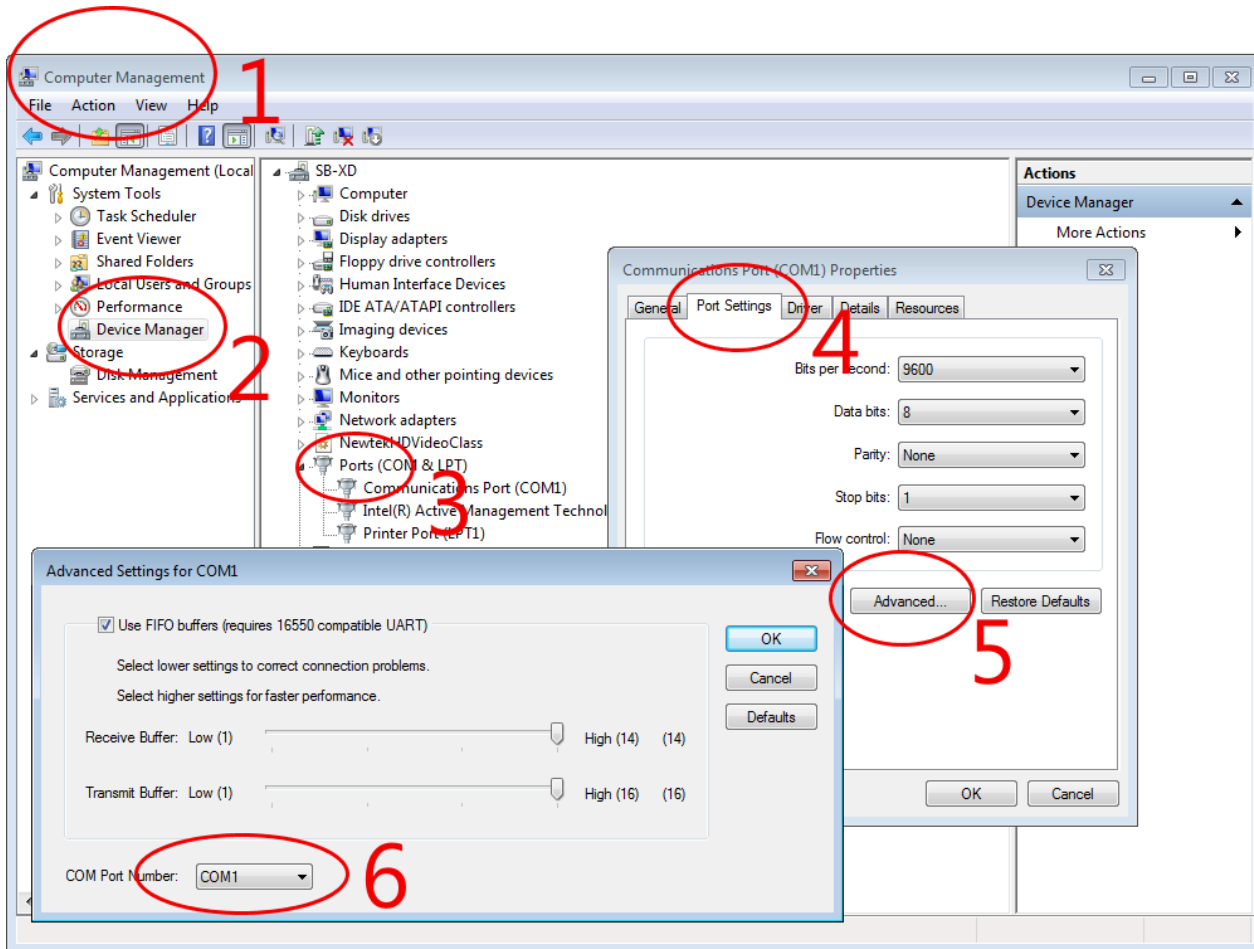 Computer Management
1
File Action View Help
Computer Management (Local
System Tools
Task Scheduler
Event Viewer
Shared Folders
Local Users and Groups
Performance
Device Manager
2
Storage
Disk Management
Services and Applications
SB-XD
Computer
Disk drives
Display adapters
Floppy drive controllers
Human Interface Devices
IDE ATA/ATAPI controllers
Imaging devices
Keyboards
Mice and other pointing devices
Monitors
Network adapters
NewtekHDVideoClass
Ports (COM & LPT)
3
Communications Port (COM1)
Intel(R) Active Management Technol
Printer Port (LPT1)
Actions
Device Manager
More Actions
Communications Port (COM1) Properties
General Port Settings Driver Details Resources
4
Bits per second: 9600
Data bits: 8
Parity: None
Stop bits: 1
Flow control: None
Advanced... Restore Defaults
5
OK Cancel
Advanced Settings for COM1
Use FIFO buffers (requires 16550 compatible UART)
Select lower settings to correct connection problems.
Select higher settings for faster performance.
Receive Buffer: Low (1) High (14) (14)
Transmit Buffer: Low (1) High (16) (16)
OK
Cancel
Defaults
COM Port Number: COM1
6